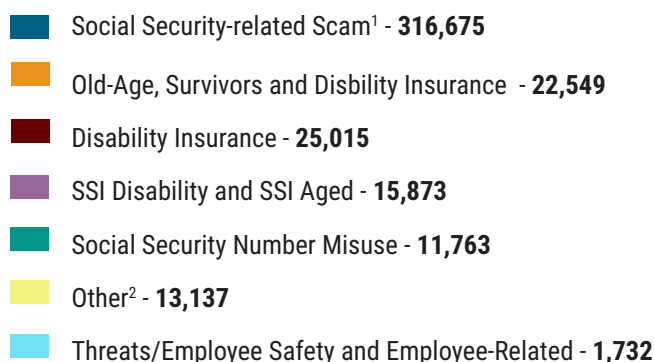 Social Security-related Scam¹ - 316,675
Old-Age, Survivors and Disbility Insurance - 22,549
Disability Insurance - 25,015
SSI Disability and SSI Aged - 15,873
Social Security Number Misuse - 11,763
Other² - 13,137
Threats/Employee Safety and Employee-Related - 1,732